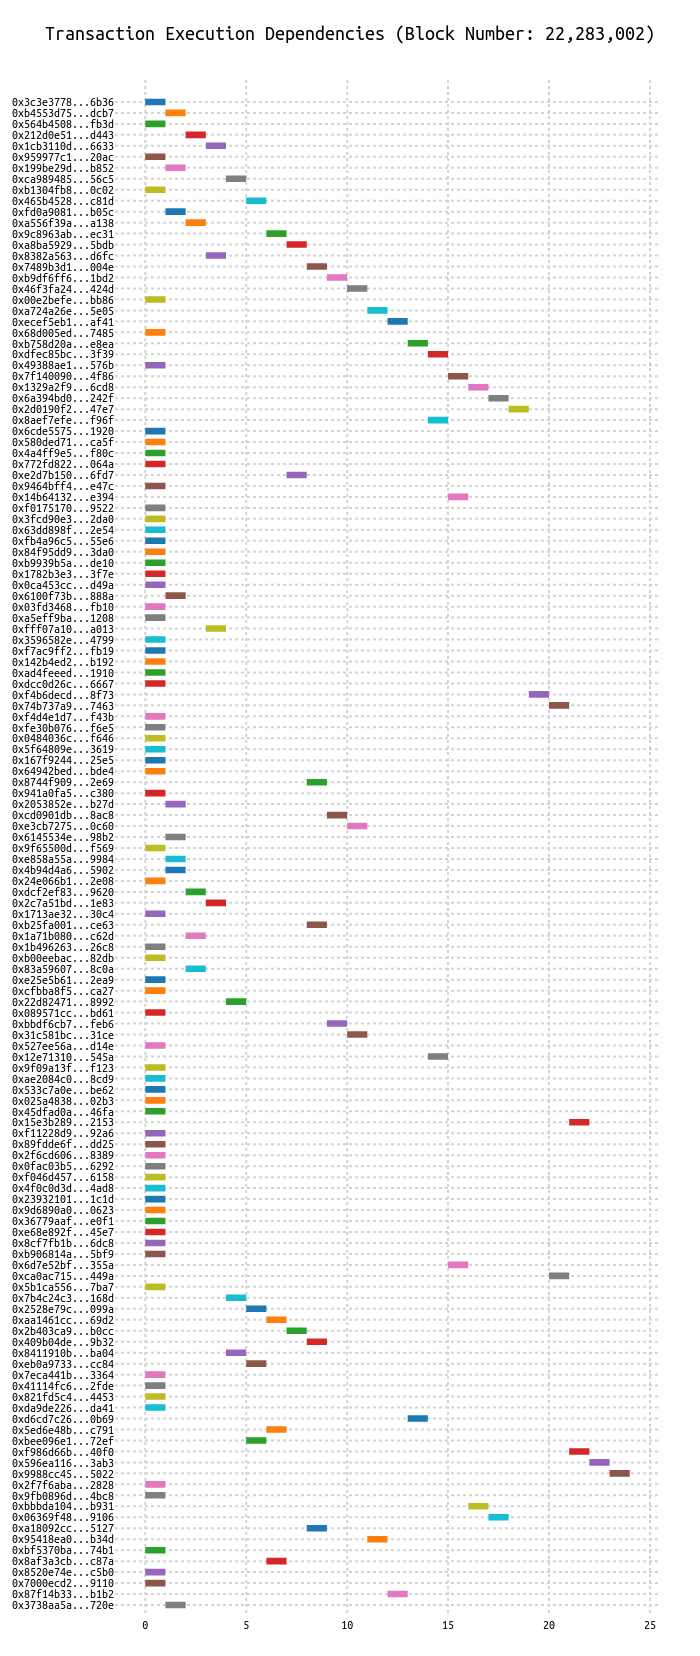 Transaction Execution Dependencies (Block Number: 22,283,002)
0x3c3e3778...6b36
0xb4553d75...dcb7
0x564b4508...fb3d
0x212d0e51...d443
0x1cb3110d...6633
0x959977c1...20ac
0x199be29d...b852
0xca989485...56c5
0xb1304fb8...0c02
0x465b4528...c81d
0xfd0a9081...b05c
0xa556f39a...a138
0x9c8963ab...ec31
0xa8ba5929...5bdb
0x8382a563...d6fc
0x7489b3d1...004e
0xb9df6ff6...1bd2
0x46f3fa24...424d
0x00e2befe...bb86
0xa724a26e...5e05
0xecef5eb1...af41
0x68d005ed...7485
0xb758d20a...e8ea
0xdfec85bc...3f39
0x49388ae1...576b
0x7f140090...4f86
0x1329a2f9...6cd8
0x6a394bd0...242f
0x2d0190f2...47e7
0x8aef7efe...f96f
0x6cde5575...1920
0x580ded71...ca5f
0x4a4ff9e5...f80c
0x772fd822...064a
0xe2d7b150...6fd7
0x9464bff4...e47c
0x14b64132...e394
0xf0175170...9522
0x3fcd90e3...2da0
0x63dd898f...2e54
0xfb4a96c5...55e6
0x84f95dd9...3da0
0xb9939b5a...de10
0x1782b3e3...3f7e
0x0ca453cc...d49a
0x6100f73b...888a
0x03fd3468...fb10
0xa5eff9ba...1208
0xfff07a10...a013
0x3596582e...4799
0xf7ac9ff2...fb19
0x142b4ed2...b192
0xad4feeed...1910
0xdcc0d26c...6667
0xf4b6decd...8f73
0x74b737a9...7463
0xf4d4e1d7...f43b
0xfe30b076...f6e5
0x0484036c...f646
0x5f64809e...3619
0x167f9244...25e5
0x64942bed...bde4
0x8744f909...2e69
0x941a0fa5...c380
0x2053852e...b27d
0xcd0901db...8ac8
0xe3cb7275...0c60
0x6145534e...98b2
0x9f65500d...f569
0xe858a55a...9984
0x4b94d4a6...5902
0x24e066b1...2e08
0xdcf2ef83...9620
0x2c7a51bd...1e83
0x1713ae32...30c4
0xb25fa001...ce63
0x1a71b080...c62d
0x1b496263...26c8
0xb00eebac...82db
0x83a59607...8c0a
0xe25e5b61...2ea9
0xcfbba8f5...ca27
0x22d82471...8992
0x089571cc...bd61
0xbbdf6cb7...feb6
0x31c581bc...31ce
0x527ee56a...d14e
0x12e71310...545a
0x9f09a13f...f123
0xae2084c0...8cd9
0x533c7a0e...be62
0x025a4838...02b3
0x45dfad0a...46fa
0x15e3b289...2153
0xf11228d9...92a6
0x89fdde6f...dd25
0x2f6cd606...8389
0x0fac03b5...6292
0xf046d457...6158
0x4f0c0d3d...4ad8
0x23932101...1c1d
0x9d6890a0...0623
0x36779aaf...e0f1
0xe68e892f...45e7
0x8cf7fb1b...6dc8
0xb906814a...5bf9
0x6d7e52bf...355a
0xca0ac715...449a
0x5b1ca556...7ba7
0x7b4c24c3...168d
0x2528e79c...099a
0xaa1461cc...69d2
0x2b403ca9...b0cc
0x409b04de...9b32
0x8411910b...ba04
0xeb0a9733...cc84
0x7eca441b...3364
0x41114fc6...2fde
0x821fd5c4...4453
0xda9de226...da41
0xd6cd7c26...0b69
0x5ed6e48b...c791
0xbee096e1...72ef
0xf986d66b...40f0
0x596ea116...3ab3
0x9988cc45...5022
0x2f7f6aba...2828
0x9fb0896d...4bc8
0xbbbda104...b931
0x06369f48...9106
0xa18092cc...5127
0x95418ea0...b34d
0xbf5370ba...74b1
0x8af3a3cb...c87a
0x8520e74e...c5b0
0x7000ecd2...9110
0x87f14b33...b1b2
0x3738aa5a...720e
0 5 10 15 20 25